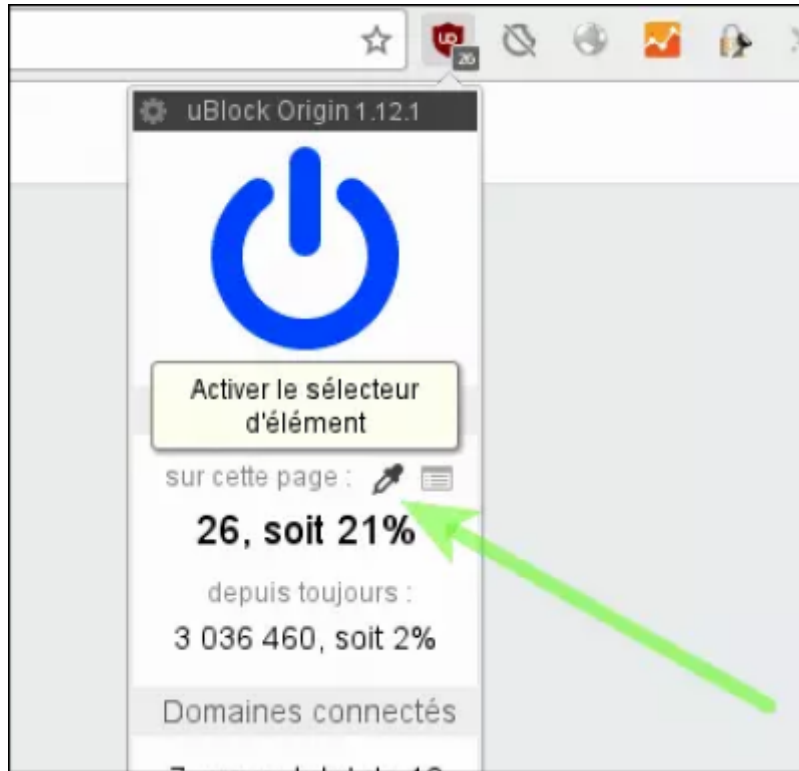 uo
26
uBlock Origin 1.12.1
Activer le sélecteur
d'élément
sur cette page :
26, soit 21%
depuis toujours :
3 036 460, soit 2%
Domaines connectés